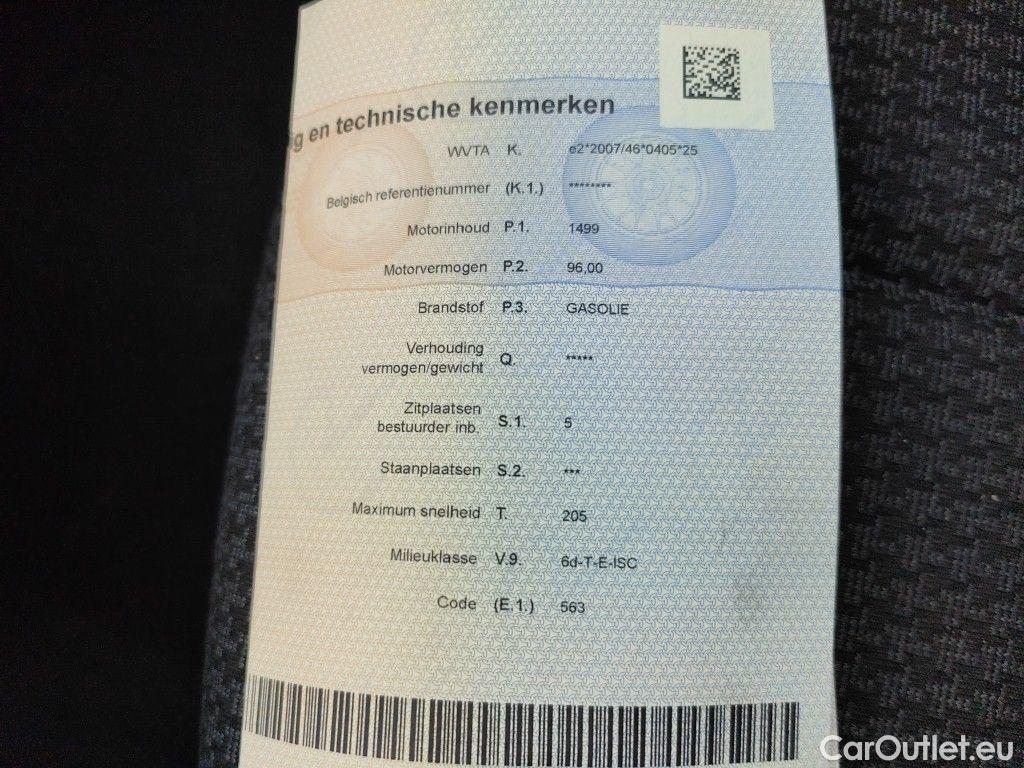 g en technische kenmerken
WVTA K. e2*2007/46*0405*25
Belgisch referentienummer (K.1.) ********
Motorinhoud P.1. 1499
Motorvermogen P.2. 96,00
Brandstof P.3. GASOLIE
Verhouding
vermogen/gewicht Q. *****
Zitplaatsen
bestuurder inb. S.1. 5
Staanplaatsen S.2. ***
Maximum snelheid T. 205
Milieuklasse V.9. 6d-T-E-ISC
Code (E.1.) 563
CarOutlet.eu